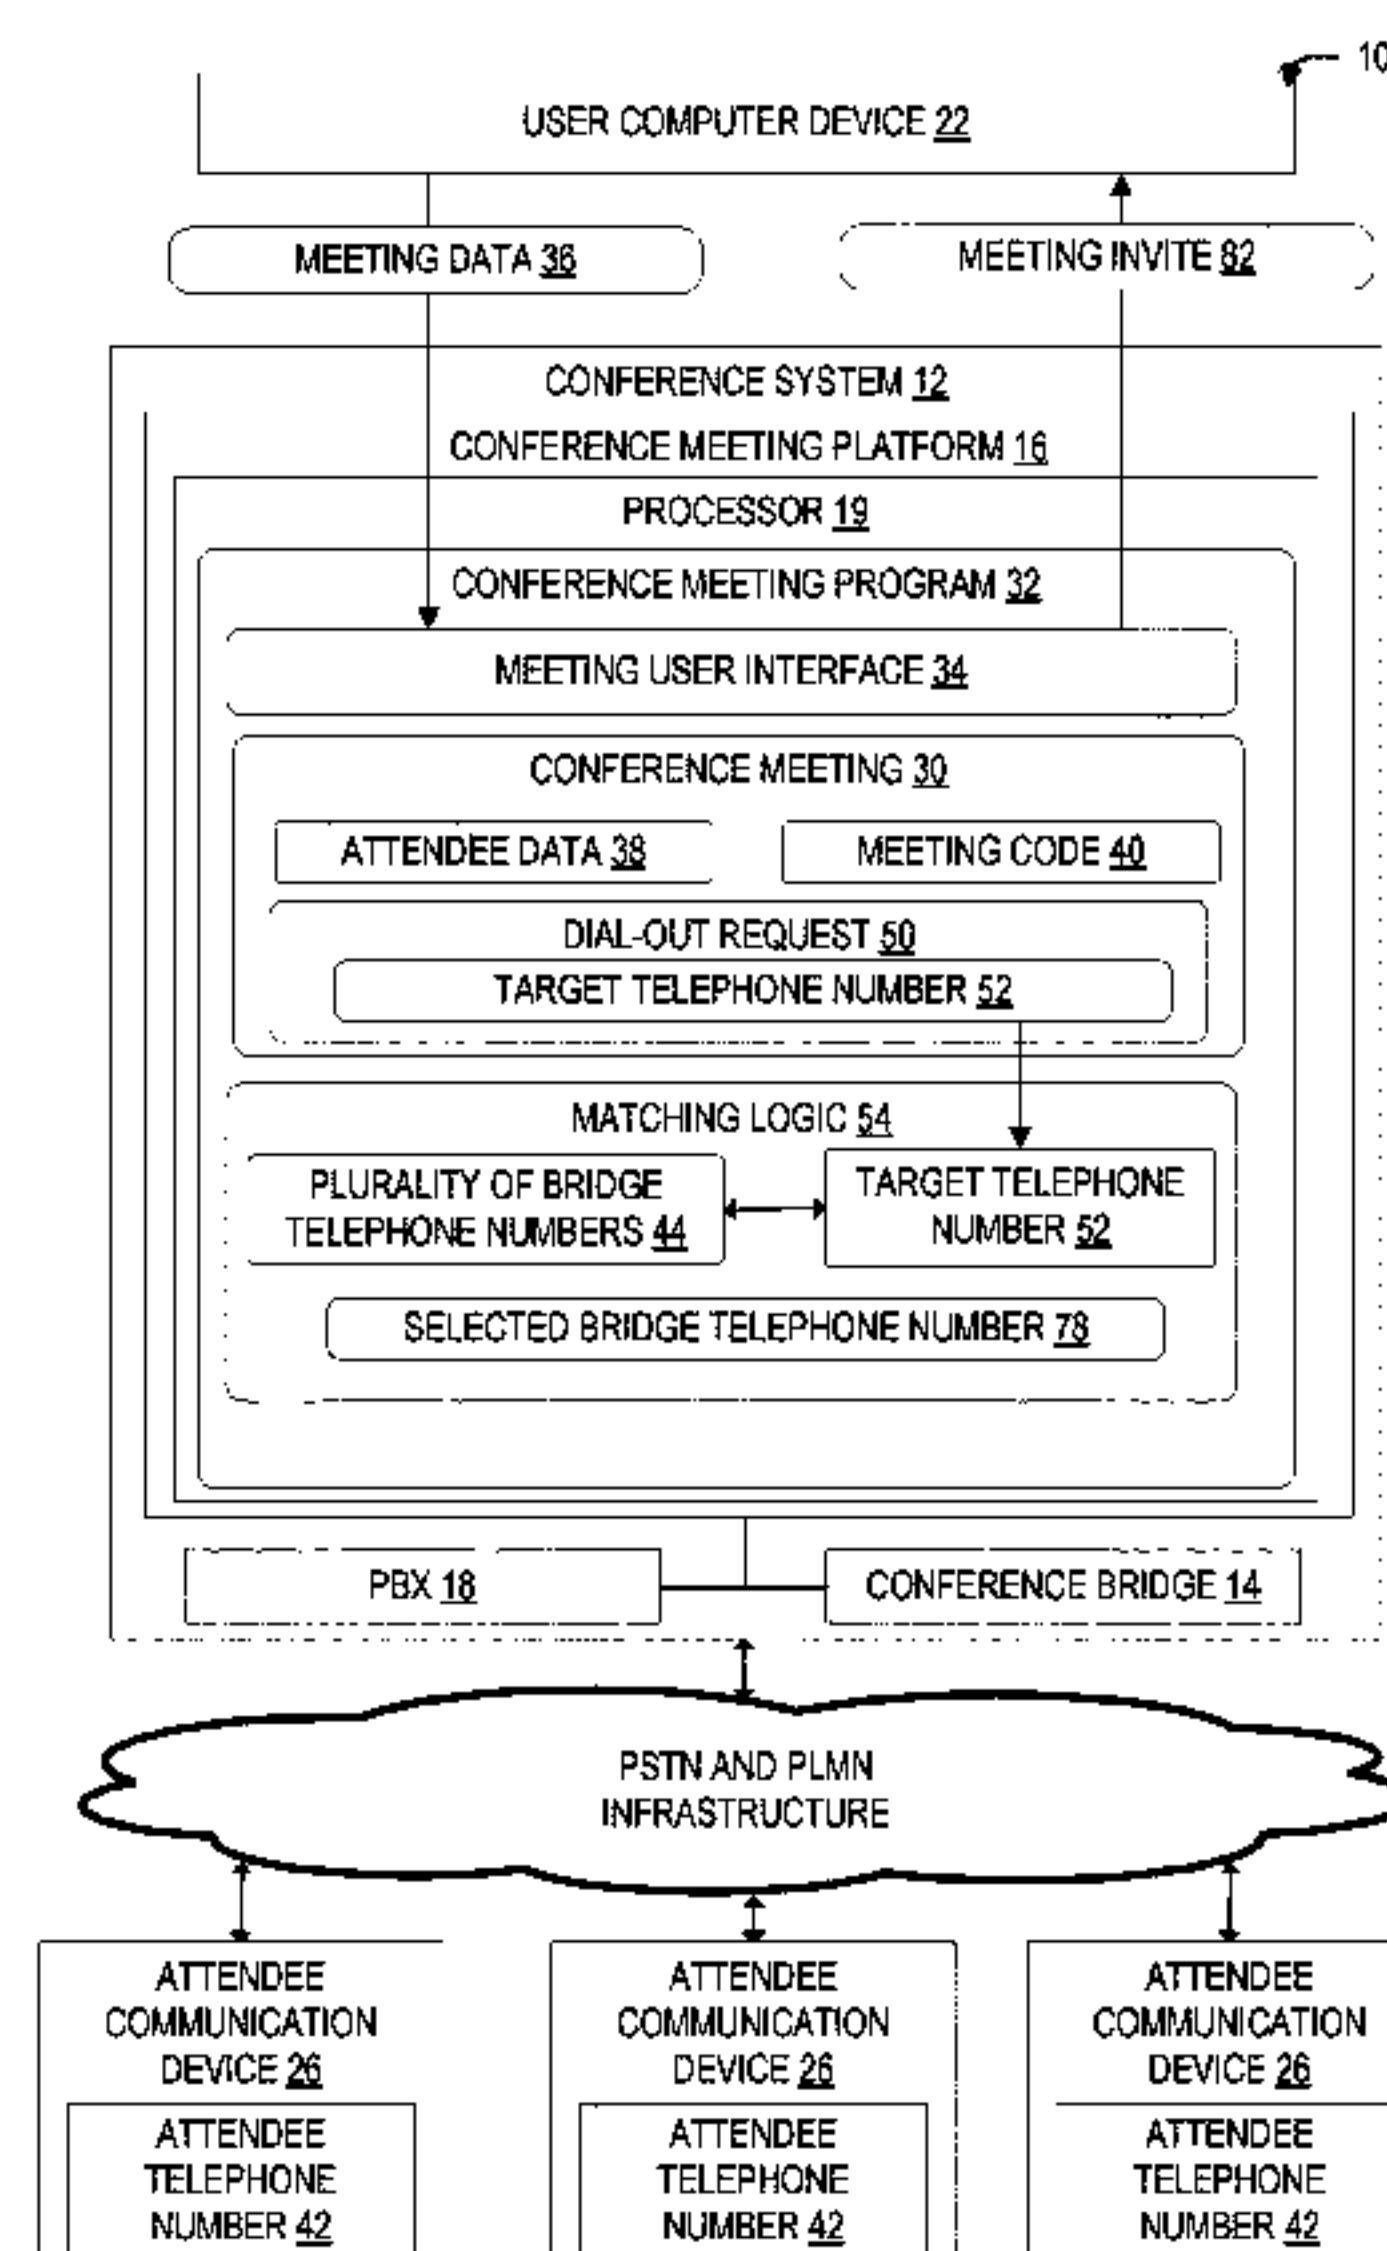 10
USER COMPUTER DEVICE 22
MEETING DATA 36
MEETING INVITE 82
CONFERENCE SYSTEM 12
CONFERENCE MEETING PLATFORM 16
PROCESSOR 19
CONFERENCE MEETING PROGRAM 32
MEETING USER INTERFACE 34
CONFERENCE MEETING 30
ATTENDEE DATA 38
MEETING CODE 40
DIAL-OUT REQUEST 50
TARGET TELEPHONE NUMBER 52
MATCHING LOGIC 54
PLURALITY OF BRIDGE
TELEPHONE NUMBERS 44
TARGET TELEPHONE
NUMBER 52
SELECTED BRIDGE TELEPHONE NUMBER 78
PBX 18
CONFERENCE BRIDGE 14
PSTN AND PLMN
INFRASTRUCTURE
ATTENDEE
COMMUNICATION
DEVICE 26
ATTENDEE
TELEPHONE
NUMBER 42
ATTENDEE
COMMUNICATION
DEVICE 26
ATTENDEE
TELEPHONE
NUMBER 42
ATTENDEE
COMMUNICATION
DEVICE 26
ATTENDEE
TELEPHONE
NUMBER 42